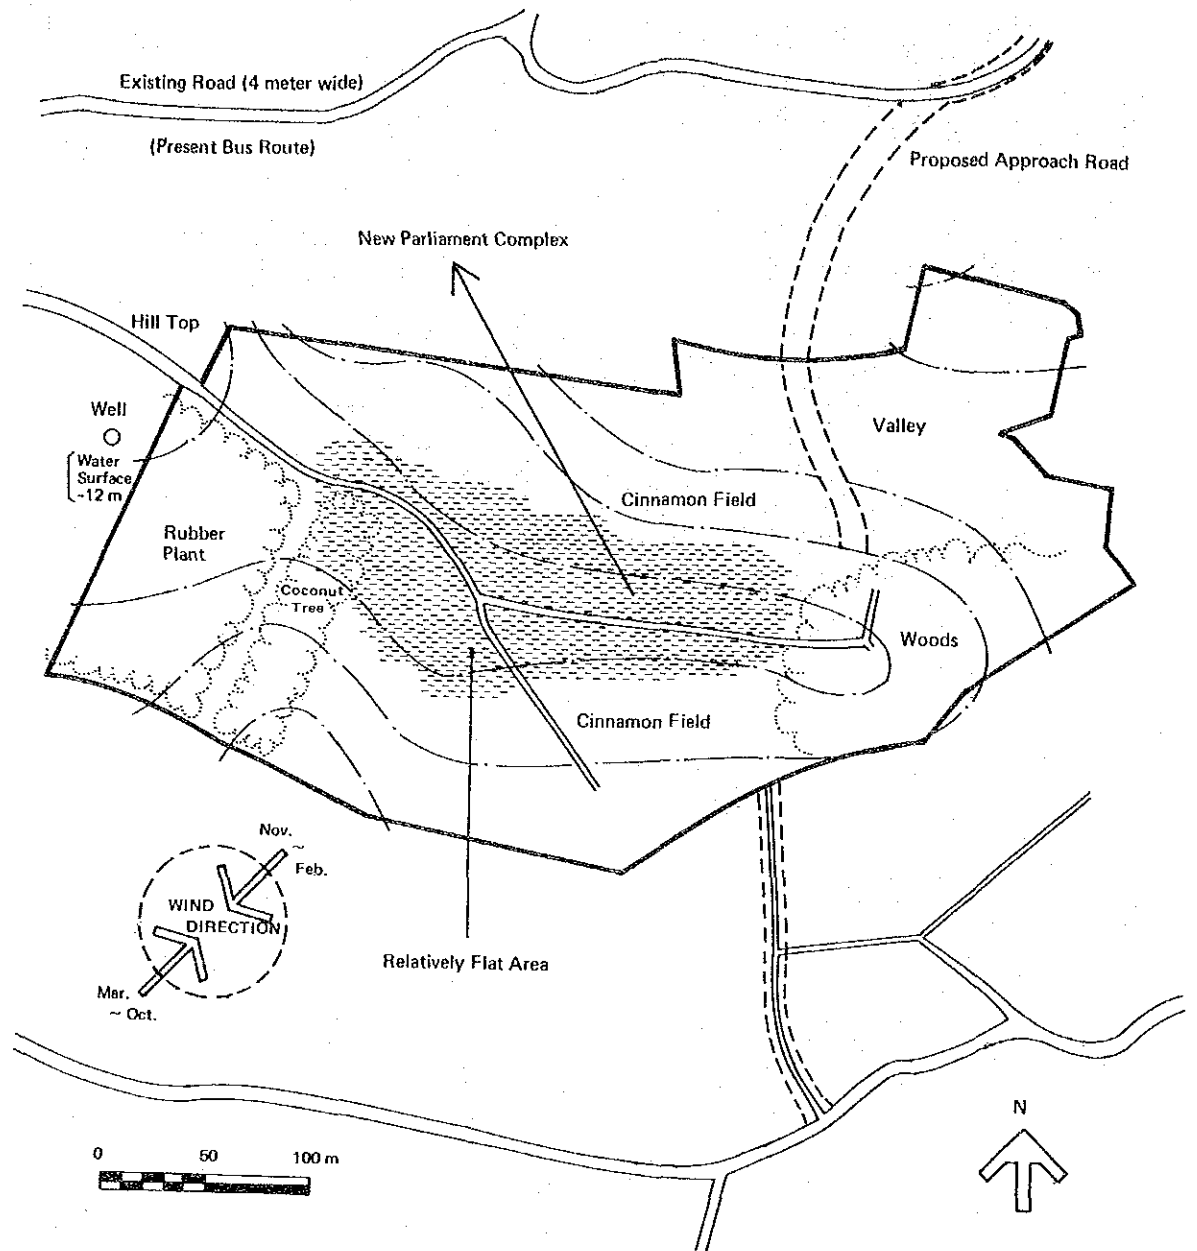 Existing Road (4 meter wide)
(Present Bus Route)
Proposed Approach Road
New Parliament Complex
Hill Top
Well
Water
Surface
-12 m
Valley
Cinnamon Field
Rubber
Plant
Coconut
Tree
Woods
Cinnamon Field
Nov.
~
Feb.
WIND
DIRECTION
Mar.
~ Oct.
Relatively Flat Area
N
0 50 100 m